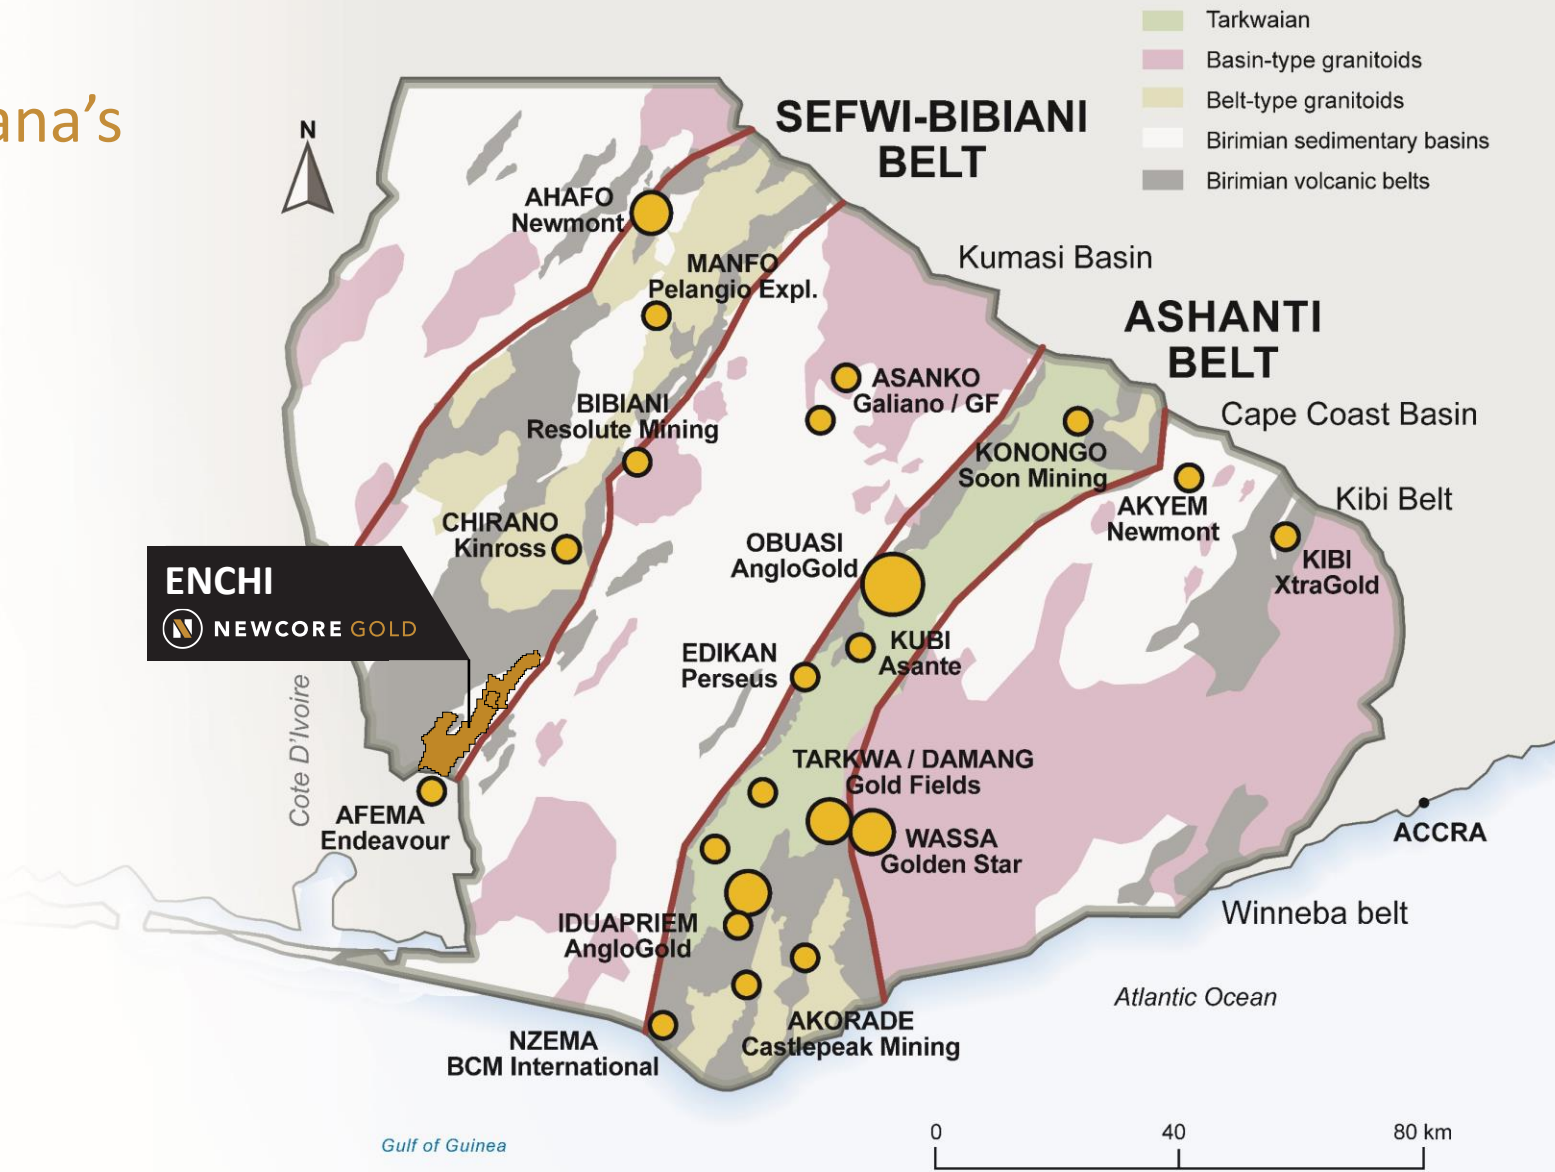 ana's
Tarkwaian
Basin-type granitoids
Belt-type granitoids
Birimian sedimentary basins
Birimian volcanic belts
N
SEFWI-BIBIANI
BELT
AHAFO
Newmont
MANFO
Pelangio Expl.
Kumasi Basin
ASHANTI
BELT
ASANKO
Galiano / GF
BIBIANI
Resolute Mining
Cape Coast Basin
KONONGO
Soon Mining
Kibi Belt
AKYEM
Newmont
CHIRANO
Kinross
OBUASI
AngloGold
KIBI
XtraGold
ENCHI
NEWCORE GOLD
KUBI
Asante
EDIKAN
Perseus
Cote D'Ivoire
TARKWA / DAMANG
Gold Fields
AFEMA
Endeavour
WASSA
Golden Star
ACCRA
Winneba belt
IDUAPRIEM
AngloGold
Atlantic Ocean
AKORADE
Castlepeak Mining
NZEMA
BCM International
Gulf of Guinea
0 40 80 km